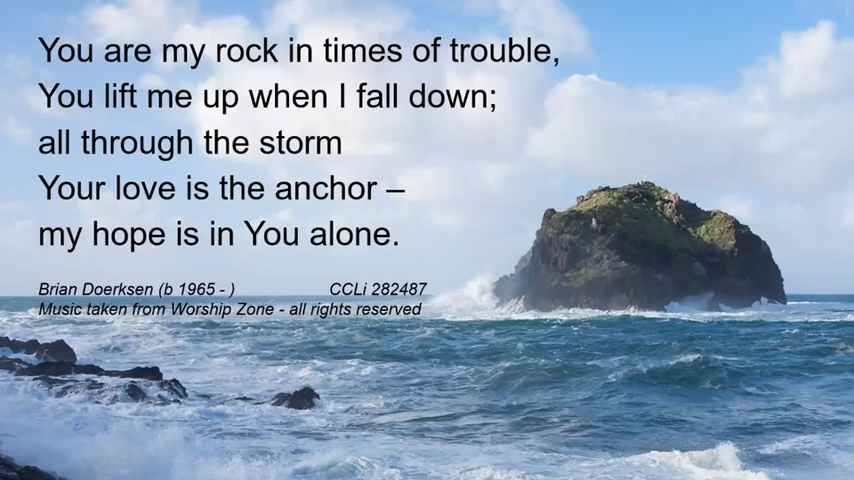 You are my rock in times of trouble,
You lift me up when I fall down;
all through the storm
Your love is the anchor –
my hope is in You alone.
Brian Doerksen (b 1965 - ) CCLi 282487
Music taken from Worship Zone - all rights reserved